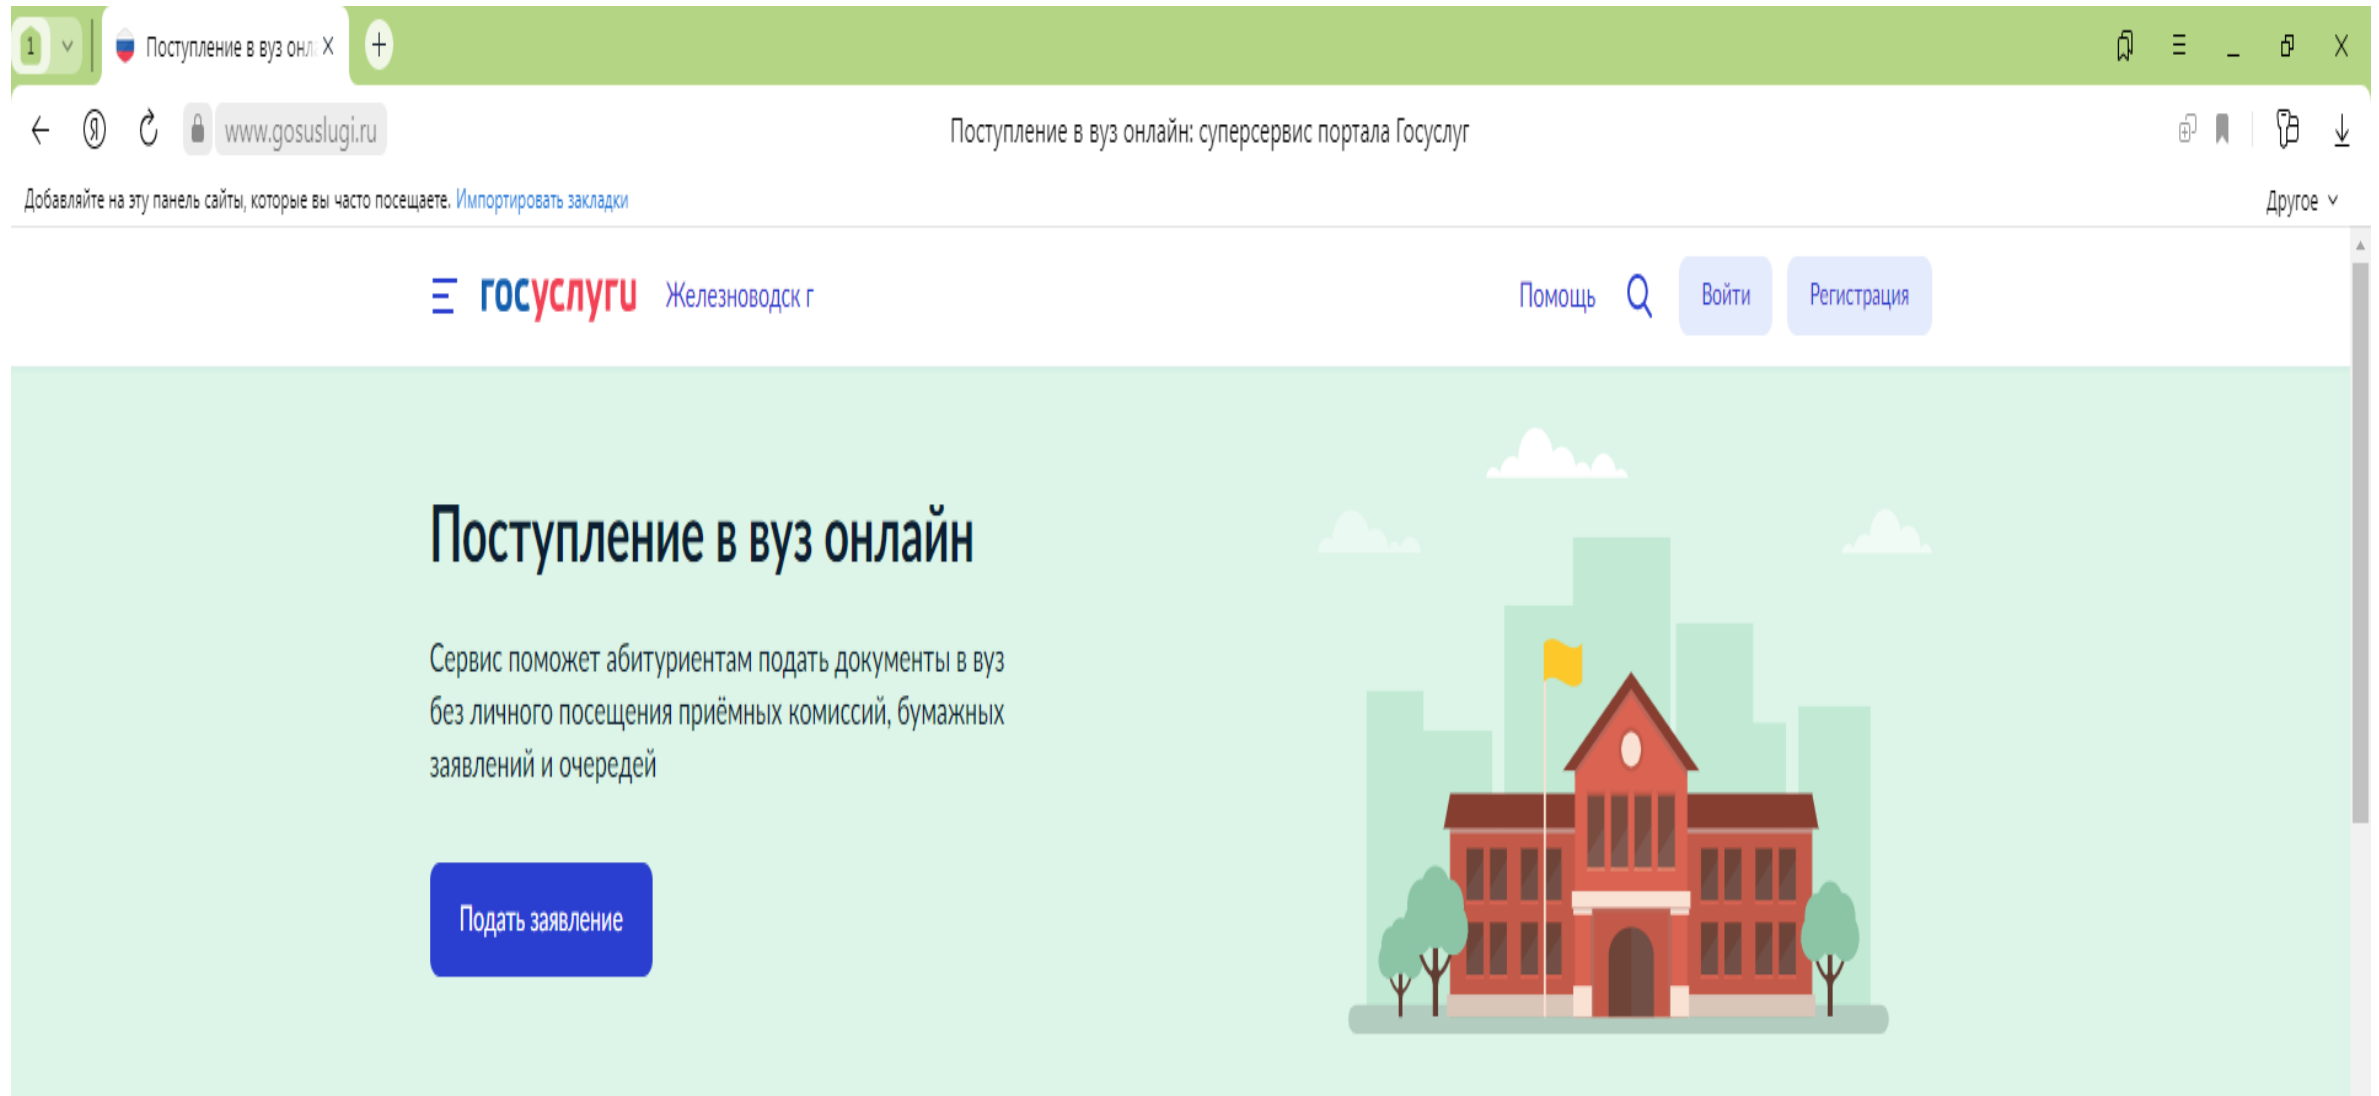 1
Поступление в вуз онл
www.gosuslugi.ru
Поступление в вуз онлайн: суперсервис портала Госуслуг
Добавляйте на эту панель сайты, которые вы часто посещаете. Импортировать закладки
Другое
госуслуги Железноводск г
Помощь Войти Регистрация
Поступление в вуз онлайн
Сервис поможет абитуриентам подать документы в вуз
без личного посещения приёмных комиссий, бумажных
заявлений и очередей
Подать заявление